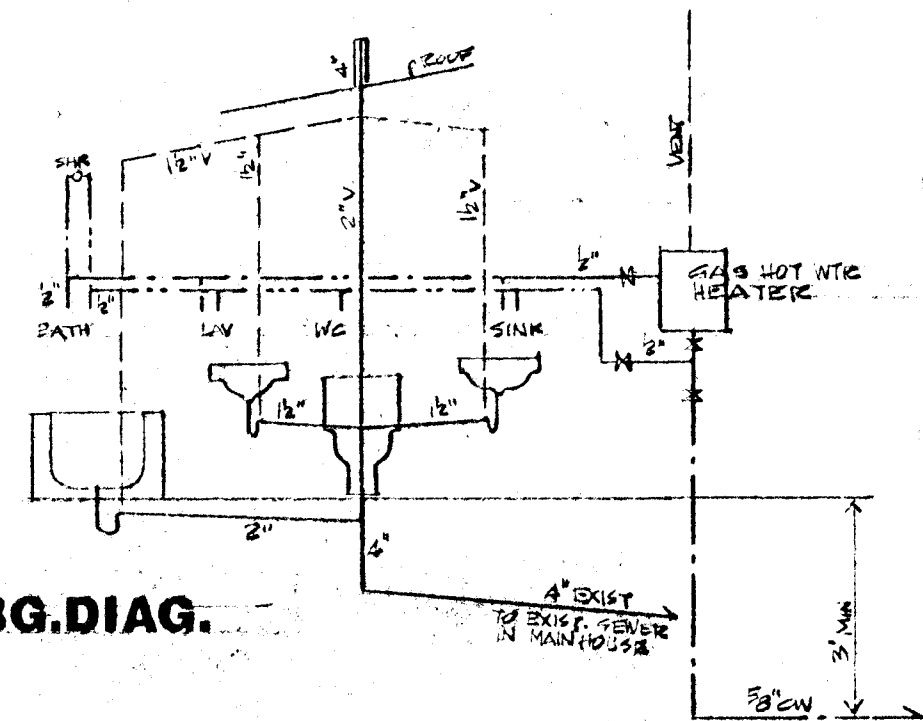 4"
ROOF
SHR
1½" V
1½"
2" V
1½" V
VENT
½"
GAS HOT WTR
HEATER
½"
½"
BATH
LAV
WC
SINK
½"
1½"
1½"
2"
4"
4" EXIST
TO EXIST. SEWER
IN MAIN HOUSE
3' MIN
5/8" CW
BG.DIAG.